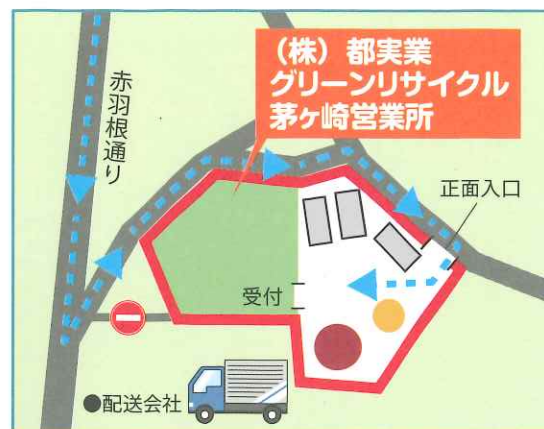 （株）都実業
グリーンリサイクル
茅ヶ崎営業所
赤羽根通り
正面入口
受付
●配送会社